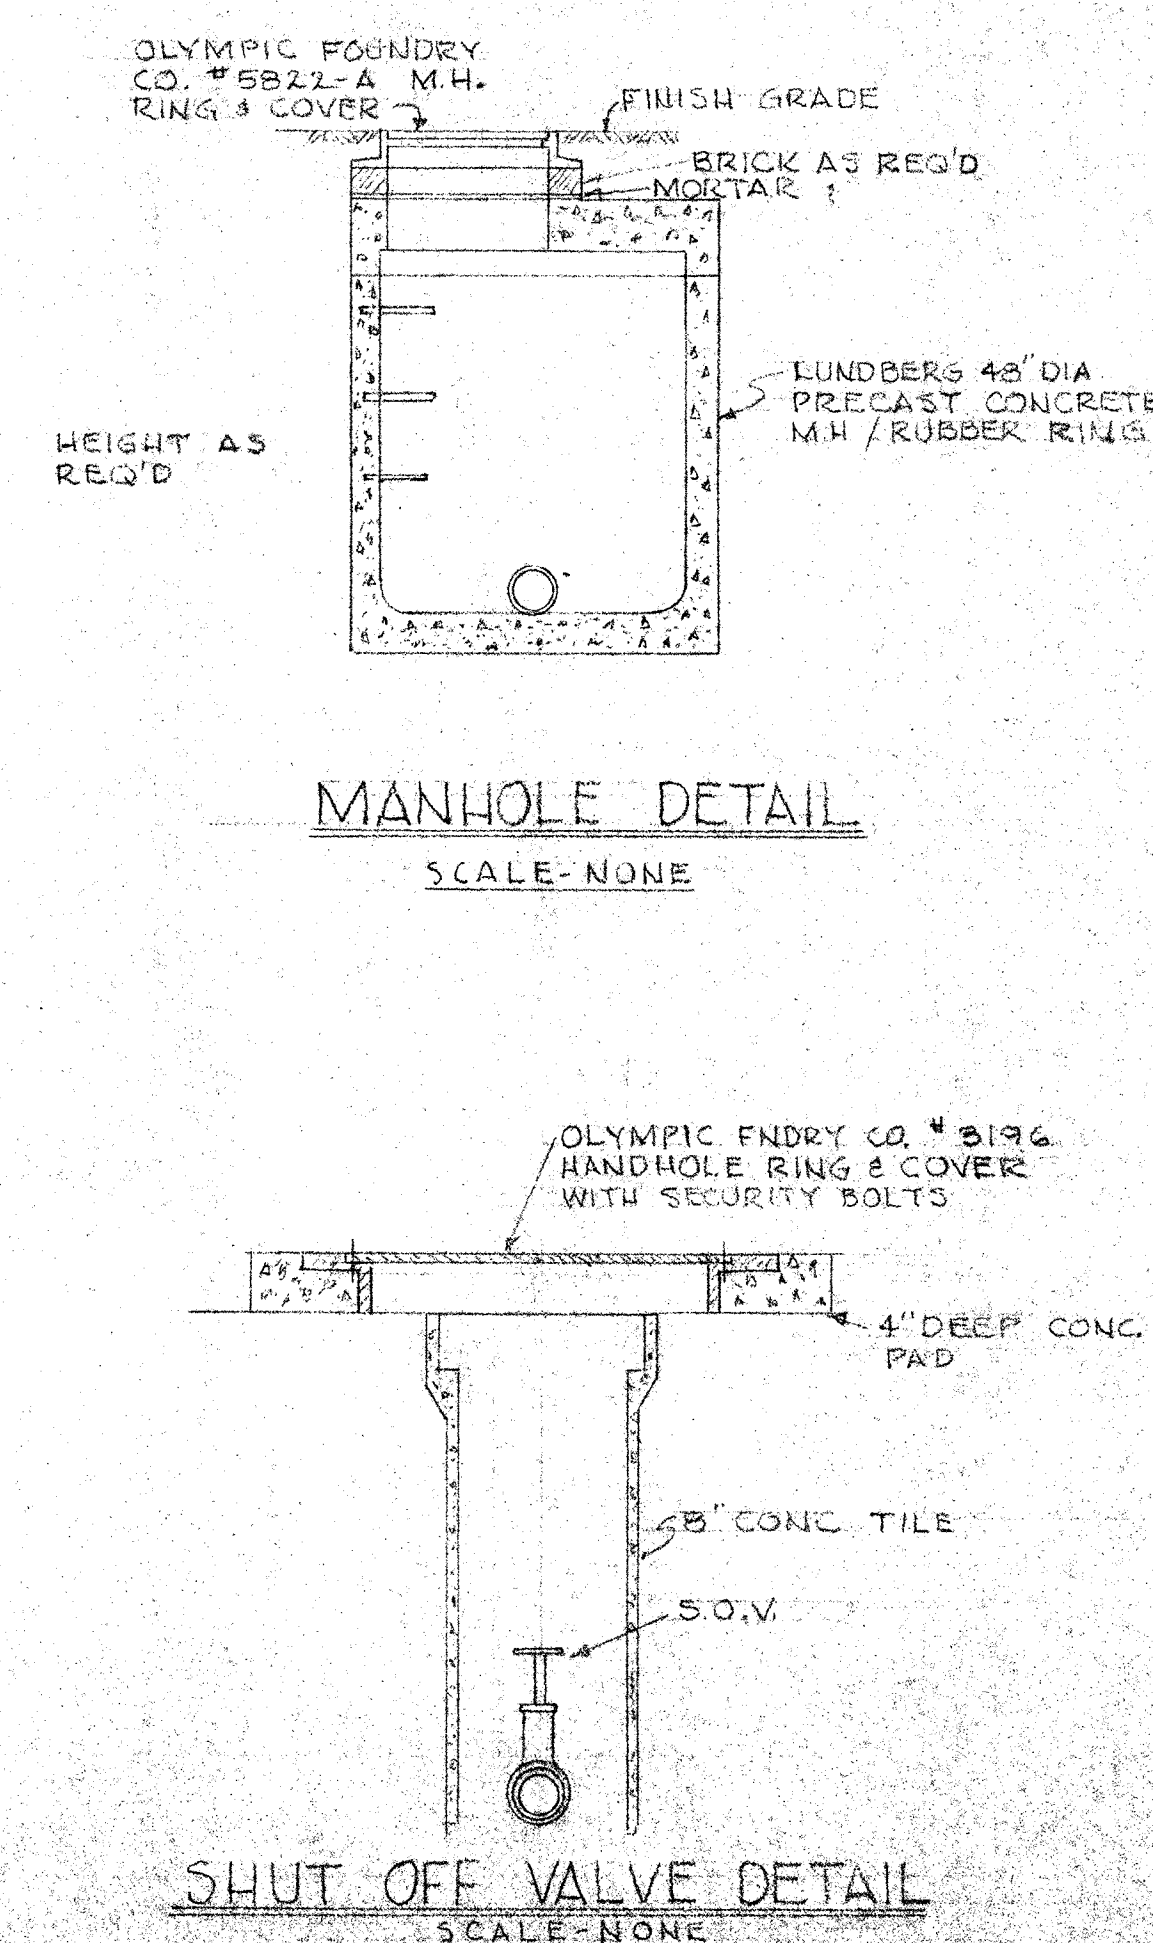 OLYMPIC FOUNDRY
CO. #5822-A M.H.
RING & COVER
FINISH GRADE
BRICK AS REQ'D
MORTAR
LUNDBERG 48" DIA
PRECAST CONCRETE
M.H / RUBBER RING
HEIGHT AS
REQ'D
MANHOLE DETAIL
SCALE-NONE
OLYMPIC FNDRY CO. #3196
HANDHOLE RING & COVER
WITH SECURITY BOLTS
4" DEEP CONC.
PAD
8" CONC TILE
S.O.V.
SHUT OFF VALVE DETAIL
SCALE-NONE